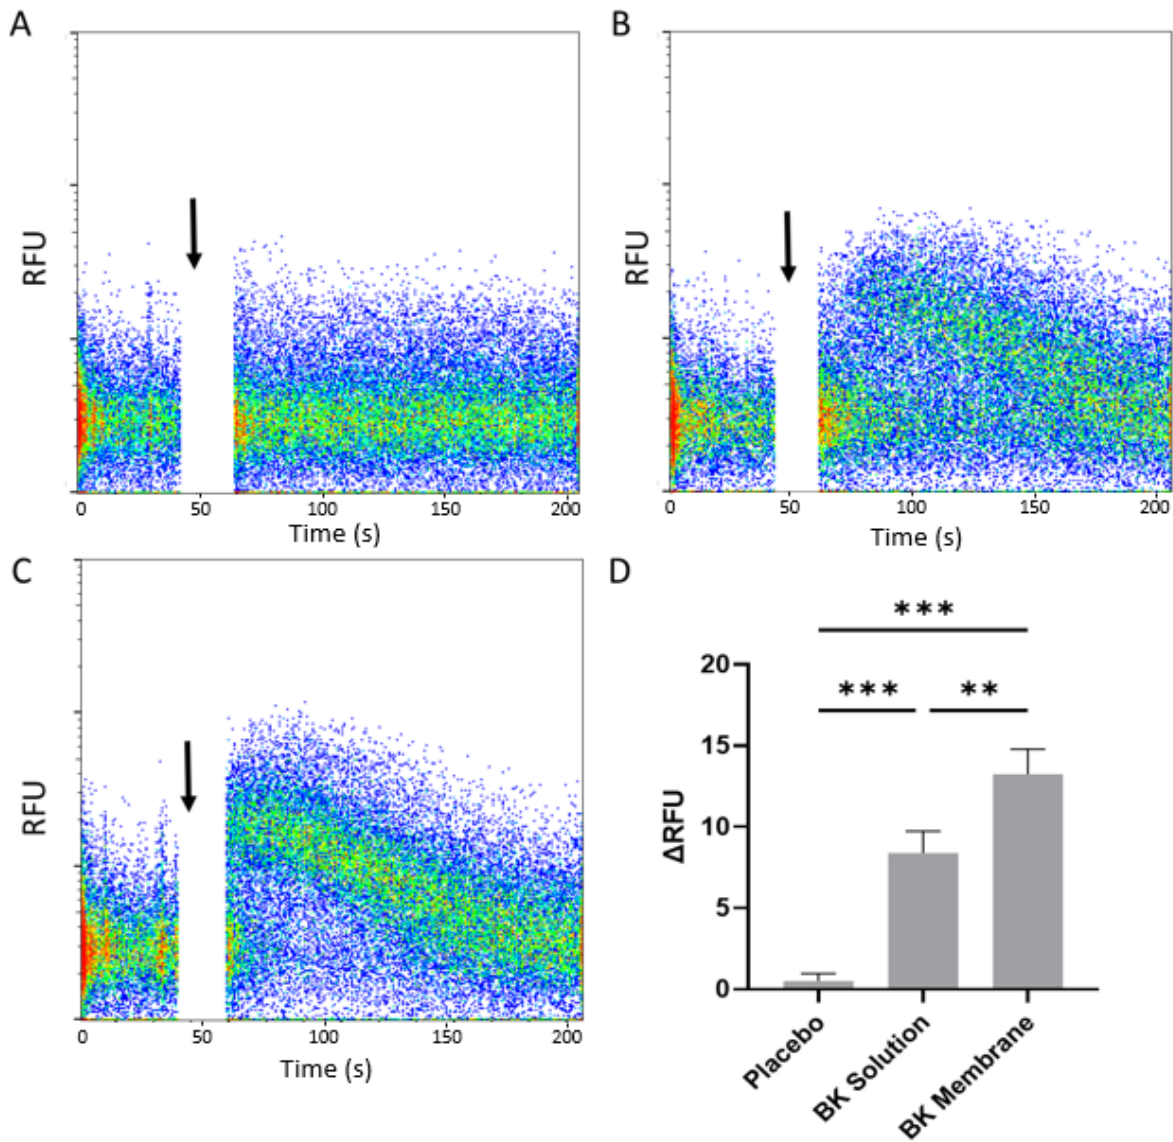 A
B
RFU
RFU
0 50 100 150 200
Time (s)
0 50 100 150 200
Time (s)
C
D
RFU
0 50 100 150 200
Time (s)
***
*** **
ΔRFU
20
15
10
5
0
Placebo
BK Solution
BK Membrane